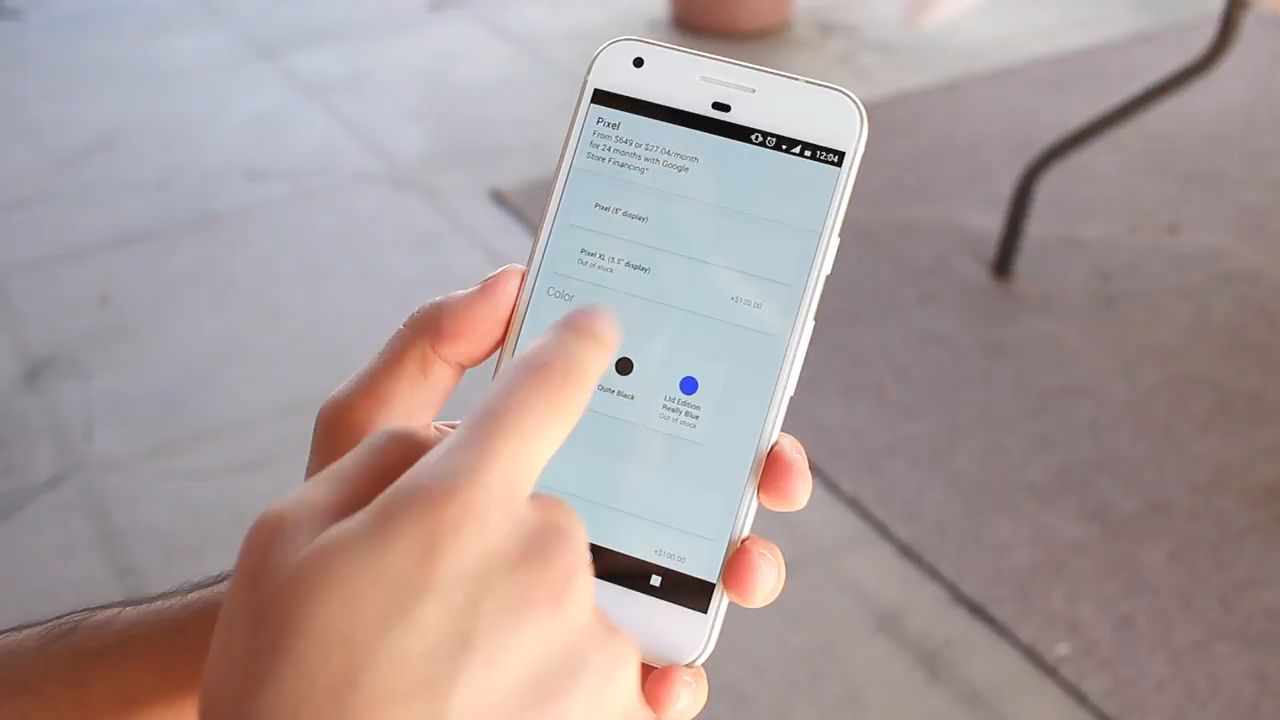 12:04
Pixel
From $649 or $27.04/month
for 24 months with Google
Store Financing*
Pixel (5" display)
Pixel XL (5.5" display)
Out of stock
+$100.00
Color
Quite Black
Ltd Edition:
Really Blue
Out of stock
+$100.00